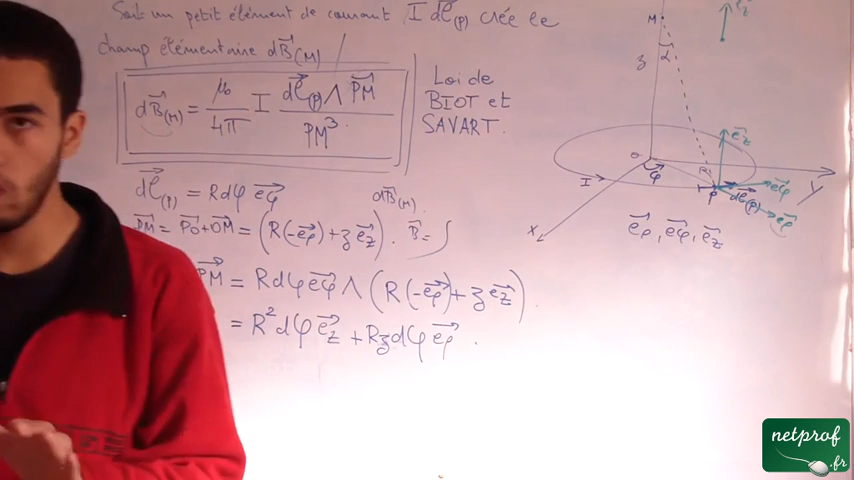 Soit un petit élément de courant I dℓ⃗(P) crée le
champ élémentaire dB⃗(M)
dB⃗(M) = μ₀/4π I dℓ⃗(P) ∧ PM⃗ / PM³
Loi de
BIOT et
SAVART.
dℓ⃗(P) = R dφ e⃗φ
dB⃗(M)
PM⃗ = PO⃗ + OM⃗ = (R(-e⃗ρ) + z e⃗z). B⃗ = ∫
PM⃗ = R dφ e⃗φ ∧ (R(-e⃗ρ) + z e⃗z)
= R² dφ e⃗z + Rz dφ e⃗ρ.
e⃗z
M
z
α
e⃗z
O
R
φ
I
P
dℓ⃗(P)
e⃗φ
e⃗ρ
X
Y
e⃗ρ, e⃗φ, e⃗z
netprof
.fr